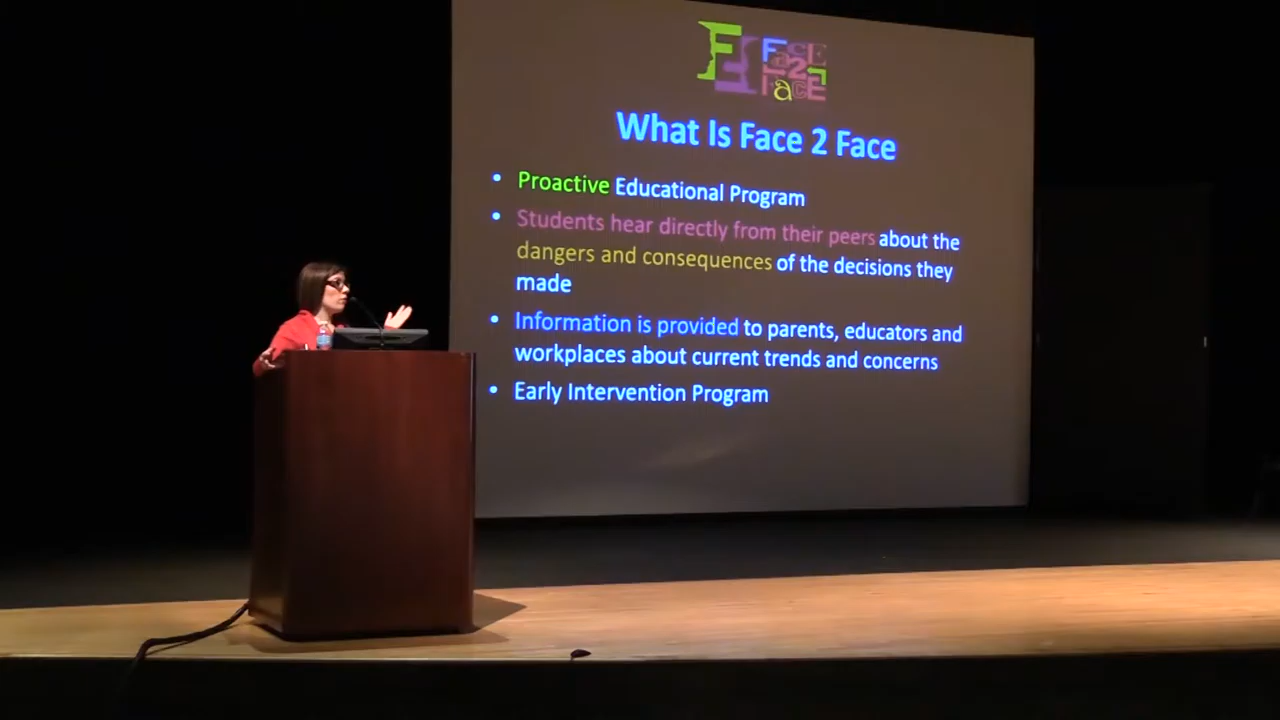 F
FacE
Fa2
FacE
What Is Face 2 Face
• Proactive Educational Program
• Students hear directly from their peers about the
dangers and consequences of the decisions they
made
• Information is provided to parents, educators and
workplaces about current trends and concerns
• Early Intervention Program